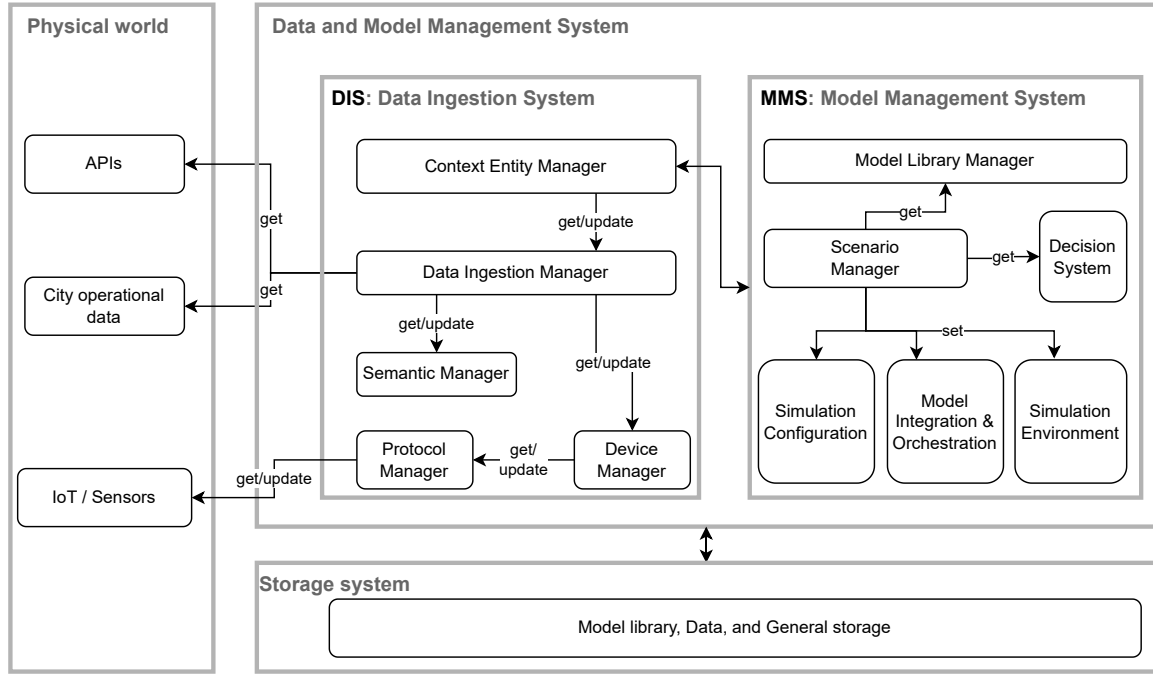 Physical world
APIs
City operational
data
IoT / Sensors
get
get
get/update
Data and Model Management System
DIS: Data Ingestion System
Context Entity Manager
get/update
Data Ingestion Manager
get/update
get/update
Semantic Manager
Protocol
Manager
get/
update
Device
Manager
MMS: Model Management System
Model Library Manager
get
Scenario
Manager
get
Decision
System
set
Simulation
Configuration
Model
Integration &
Orchestration
Simulation
Environment
Storage system
Model library, Data, and General storage